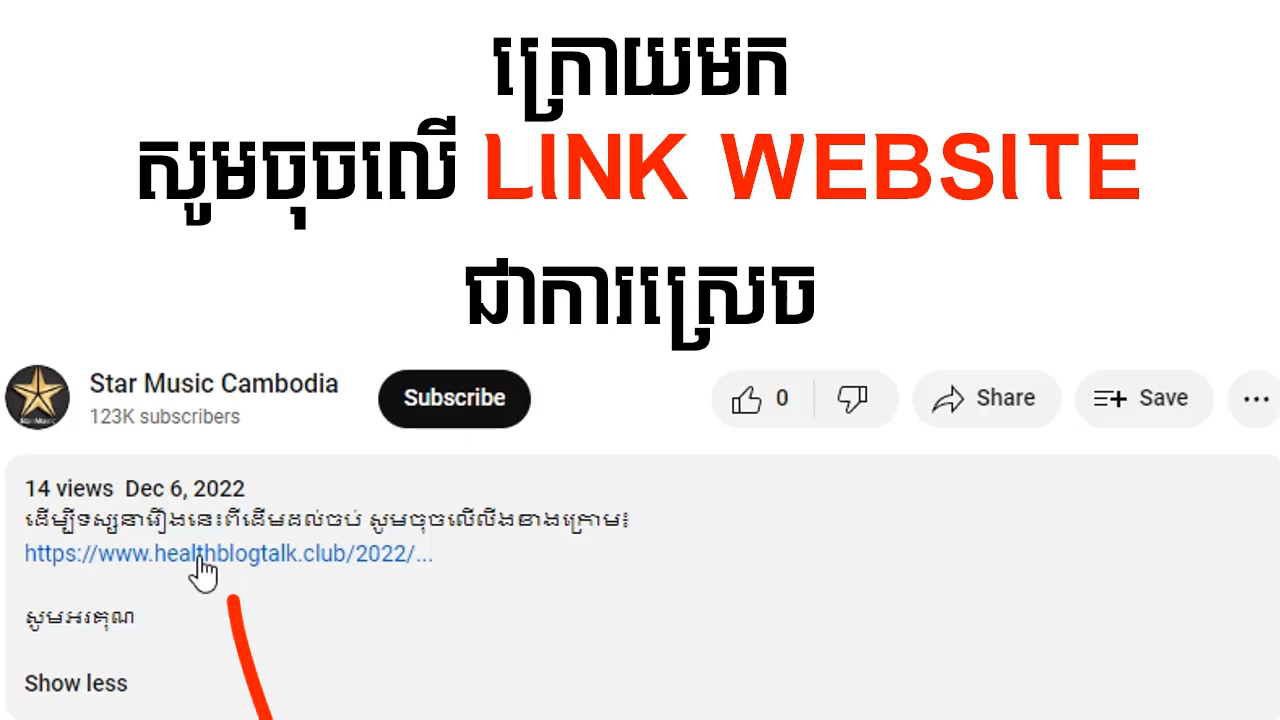 ក្រោយមក
សូមចុចលើ LINK WEBSITE
ជាការស្រេច
Star Music Cambodia
123K subscribers
Subscribe
0
Share
Save
14 views Dec 6, 2022
ដើម្បីទស្សនារឿងនេះពីដើមដល់ចប់ សូមចុចលើលីងខាងក្រោម៖
https://www.healthblogtalk.club/2022/...
សូមអរគុណ
Show less